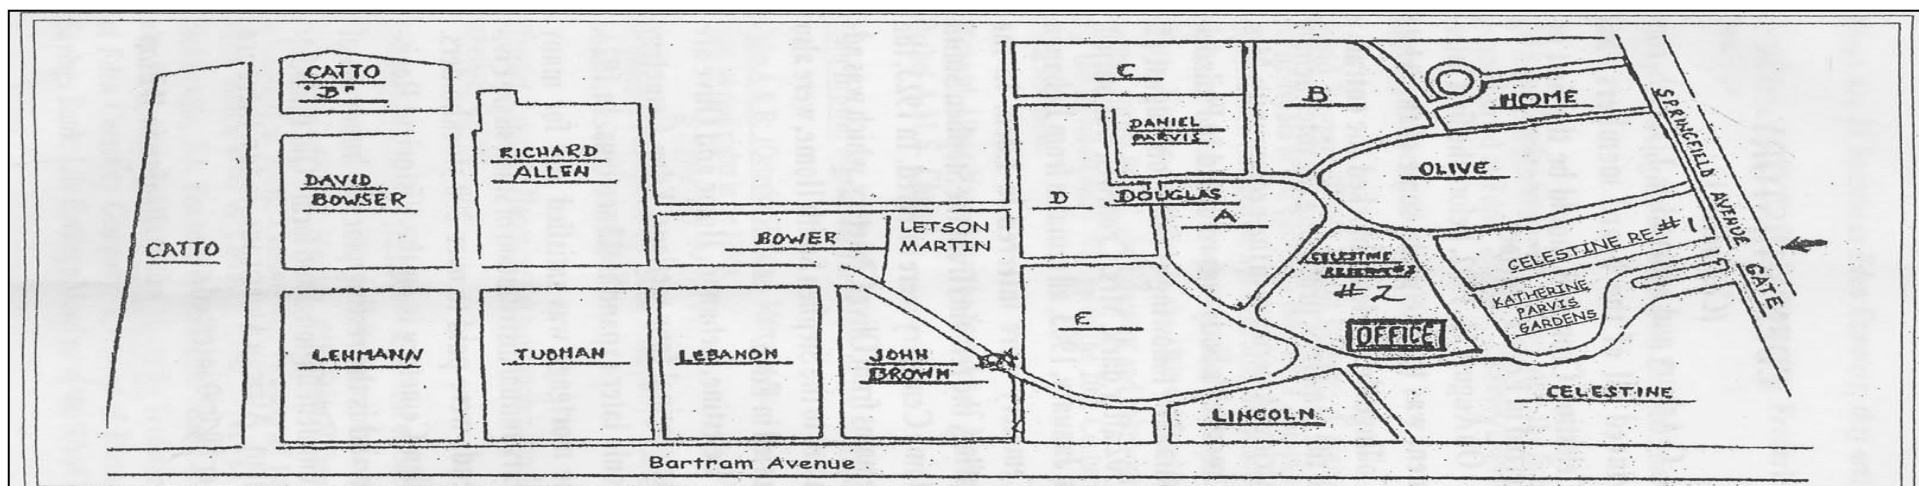 CATTO
"B"
C
B
HOME
SPRINGFIELD AVENUE GATE
DANIEL
PARVIS
RICHARD
ALLEN
OLIVE
DAVID
BOWSER
D
DOUGLAS
A
LETSON
MARTIN
BOWER
CATTO
CELESTINE RE-#1
CELESTINE
#2
KATHERINE
PARVIS
GARDENS
E
OFFICE
LEHMANN
TUBMAN
LEBANON
JOHN
BROWN
CELESTINE
LINCOLN
Bartram Avenue